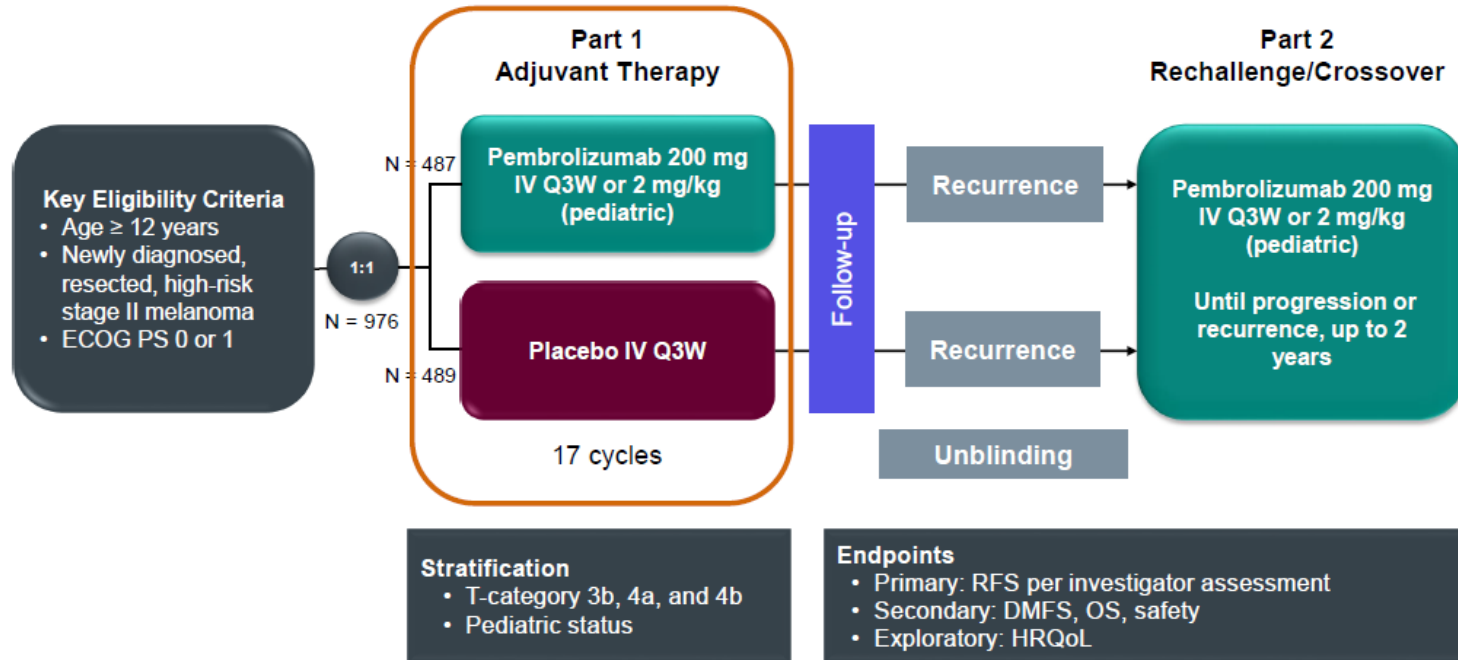 Part 1
Adjuvant Therapy
Part 2
Rechallenge/Crossover
Key Eligibility Criteria
• Age ≥ 12 years
• Newly diagnosed,
resected, high-risk
stage II melanoma
• ECOG PS 0 or 1
1:1
N = 976
N = 487
Pembrolizumab 200 mg
IV Q3W or 2 mg/kg
(pediatric)
N = 489
Placebo IV Q3W
17 cycles
Follow-up
Recurrence
Recurrence
Unblinding
Pembrolizumab 200 mg
IV Q3W or 2 mg/kg
(pediatric)
Until progression or
recurrence, up to 2
years
Stratification
• T-category 3b, 4a, and 4b
• Pediatric status
Endpoints
• Primary: RFS per investigator assessment
• Secondary: DMFS, OS, safety
• Exploratory: HRQoL